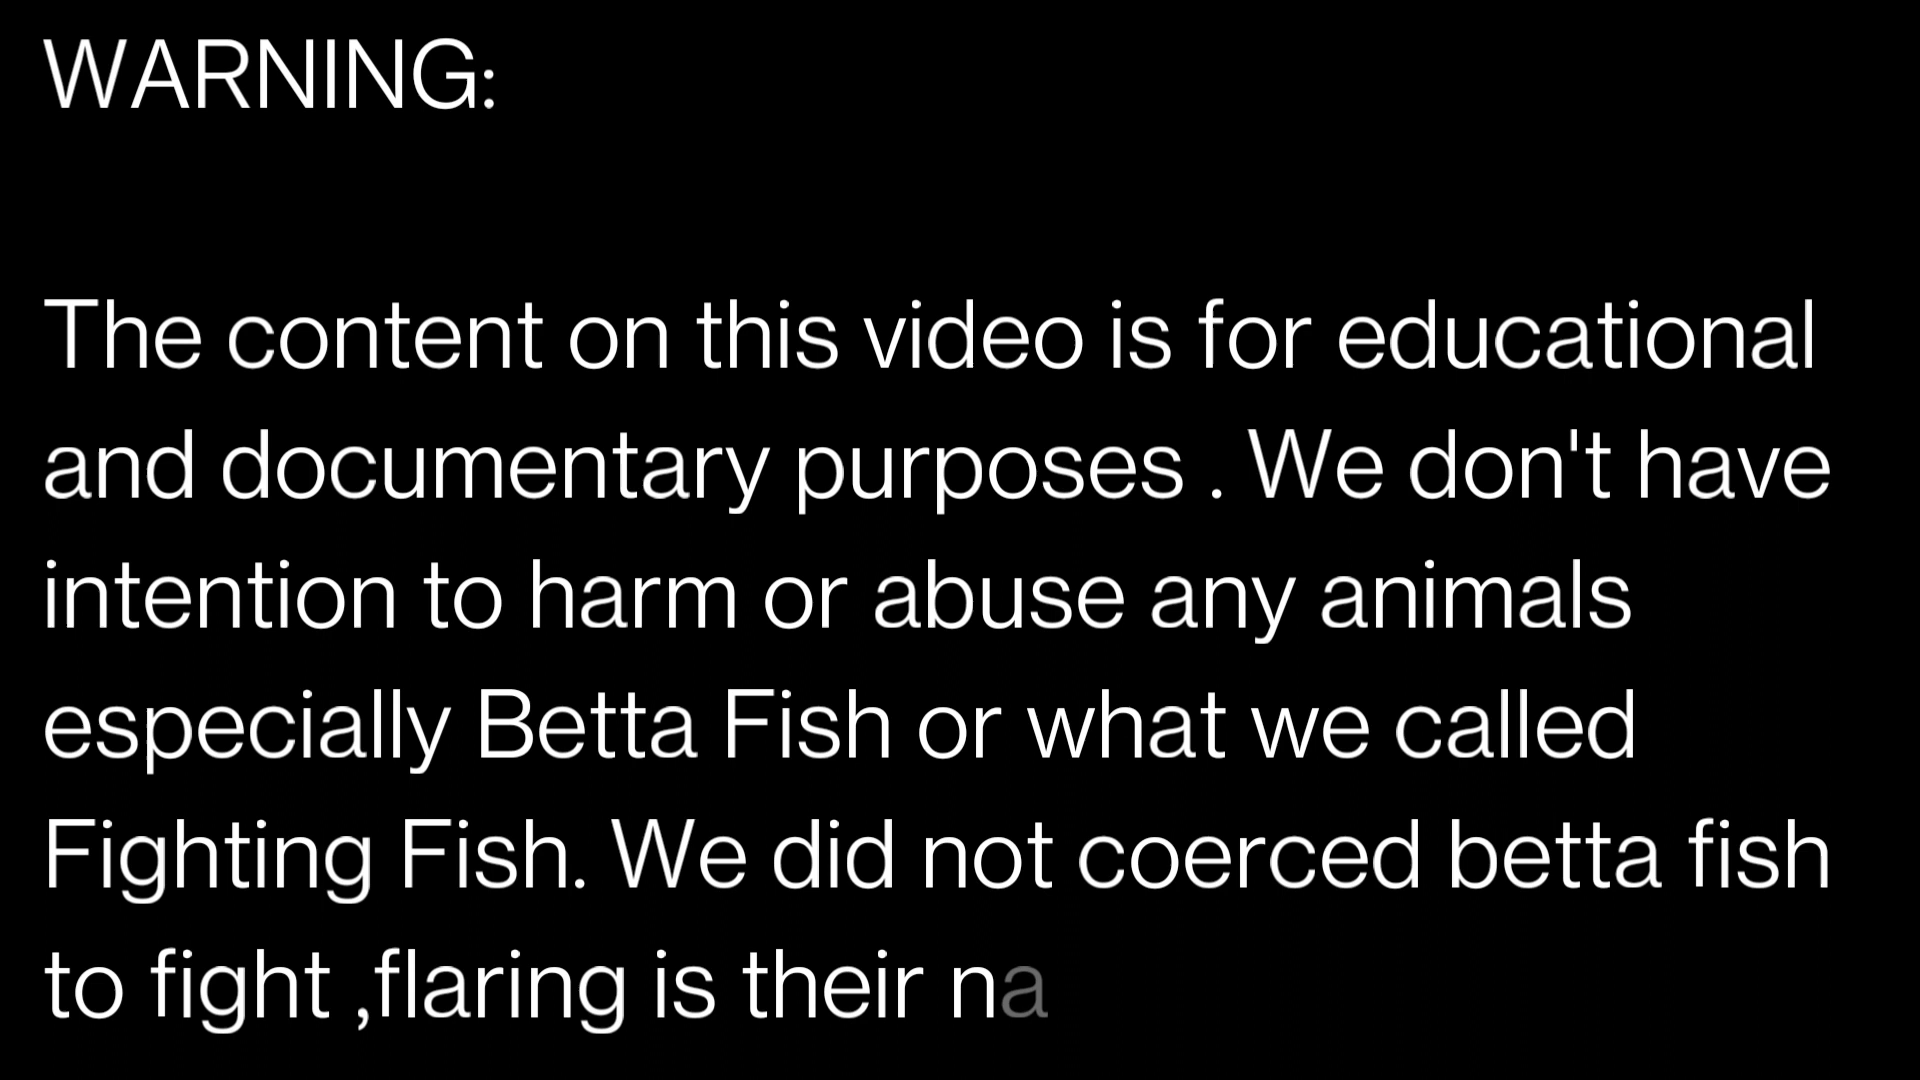 WARNING:
The content on this video is for educational
and documentary purposes . We don't have
intention to harm or abuse any animals
especially Betta Fish or what we called
Fighting Fish. We did not coerced betta fish
to fight ,flaring is their na